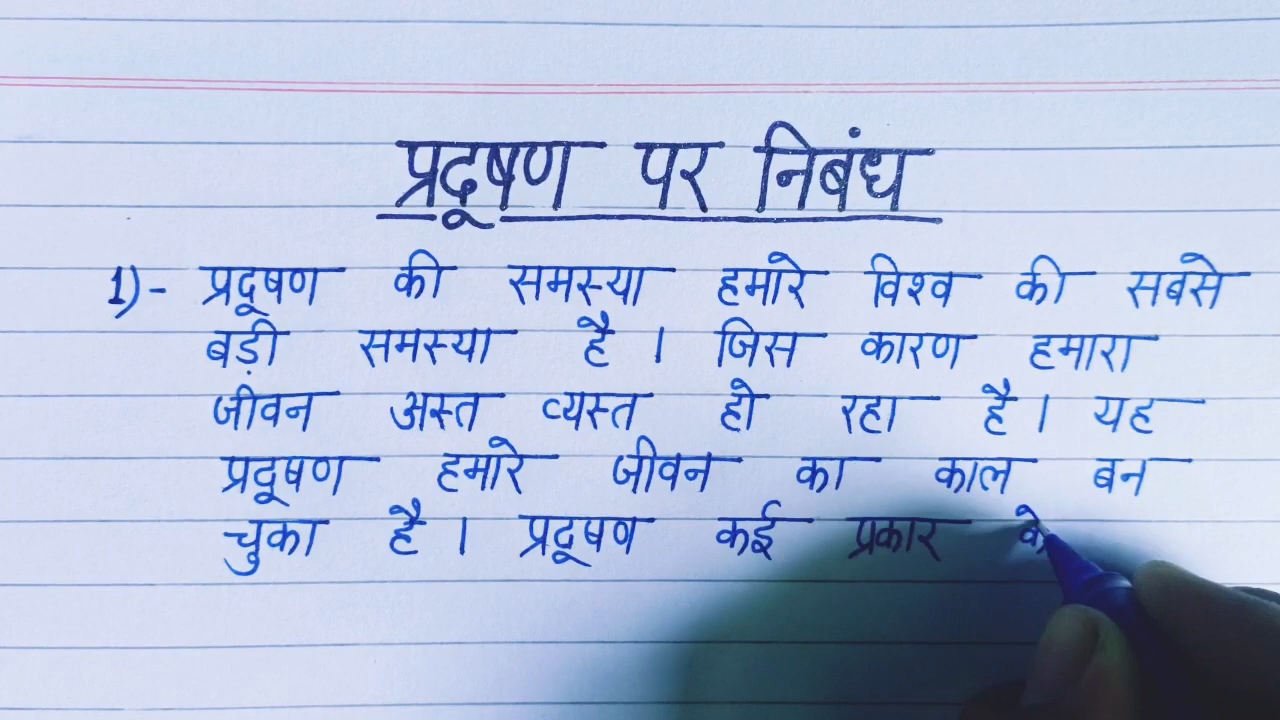 प्रदूषण पर निबंध
1)- प्रदूषण की समस्या हमारे विश्व की सबसे
बड़ी समस्या है । जिस कारण हमारा
जीवन अस्त व्यस्त हो रहा है । यह
प्रदूषण हमारे जीवन का काल बन
चुका है । प्रदूषण कई प्रकार के